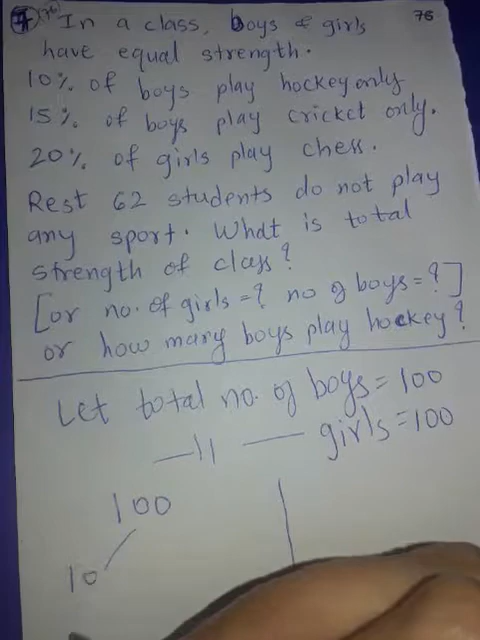 76
In a class, boys & girls
have equal strength.
10% of boys play hockey only
15% of boys play cricket only.
20% of girls play chess.
Rest 62 students do not play
any sport. What is total
strength of class?
[or no. of girls = ? no of boys = ?]
or how many boys play hockey?
Let total no. of boys = 100
—11— girls = 100
100
10